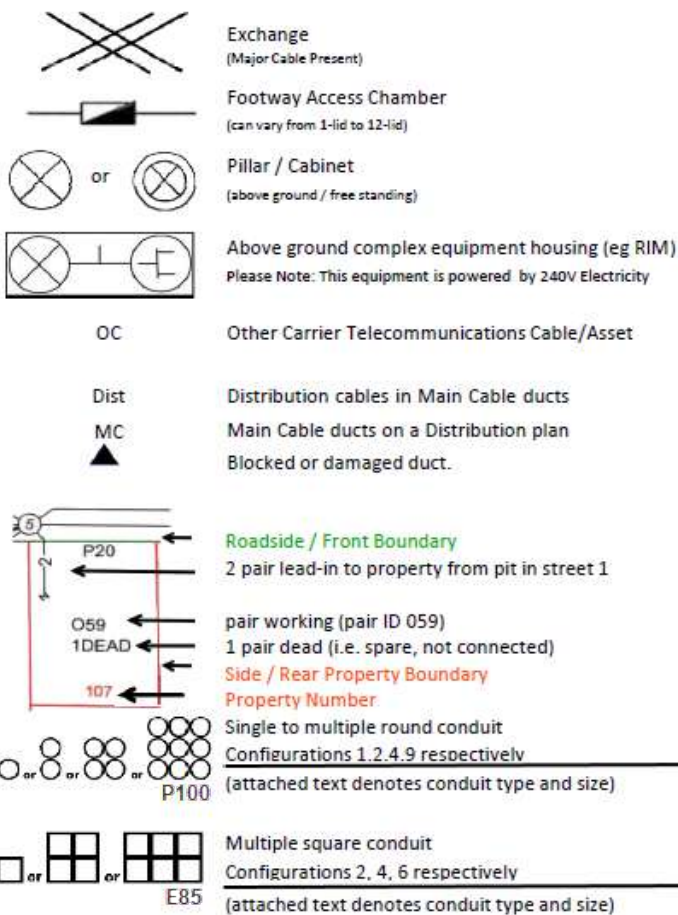 Exchange
(Major Cable Present)
Footway Access Chamber
(can vary from 1-lid to 12-lid)
or
Pillar / Cabinet
(above ground / free standing)
Above ground complex equipment housing (eg RIM)
Please Note: This equipment is powered by 240V Electricity
OC
Other Carrier Telecommunications Cable/Asset
Dist
Distribution cables in Main Cable ducts
MC
Main Cable ducts on a Distribution plan
Blocked or damaged duct.
5
P20
2
Roadside / Front Boundary
2 pair lead-in to property from pit in street 1
O59
pair working (pair ID 059)
1DEAD
1 pair dead (i.e. spare, not connected)
Side / Rear Property Boundary
107
Property Number
Single to multiple round conduit
or or or
Configurations 1.2.4.9 respectively
P100
(attached text denotes conduit type and size)
Multiple square conduit
or or
Configurations 2, 4, 6 respectively
E85
(attached text denotes conduit type and size)